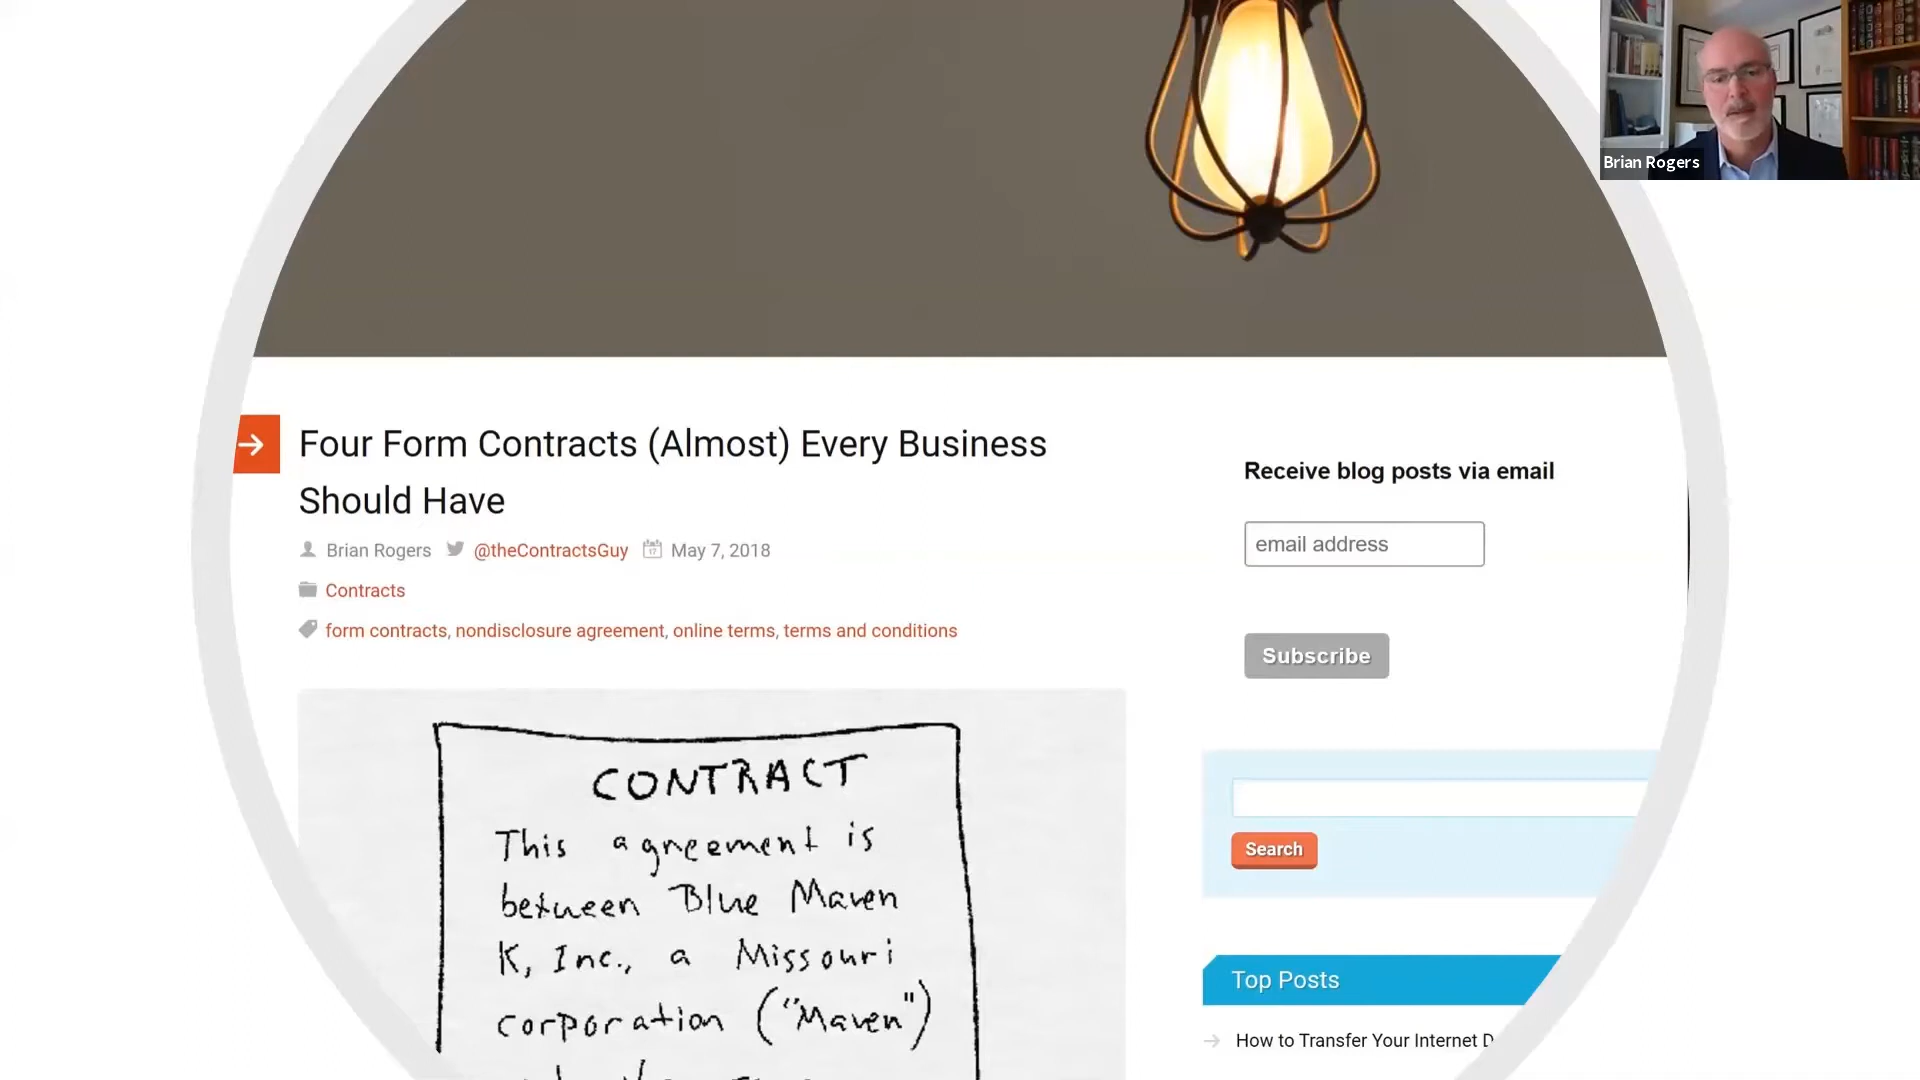 Brian Rogers
Four Form Contracts (Almost) Every Business
Should Have
Brian Rogers @theContractsGuy 17 May 7, 2018
Contracts
form contracts, nondisclosure agreement, online terms, terms and conditions
CONTRACT
This agreement is
between Blue Maven
K, Inc., a Missouri
corporation ("Maven")
Receive blog posts via email
email address
Subscribe
Search
Top Posts
How to Transfer Your Internet D